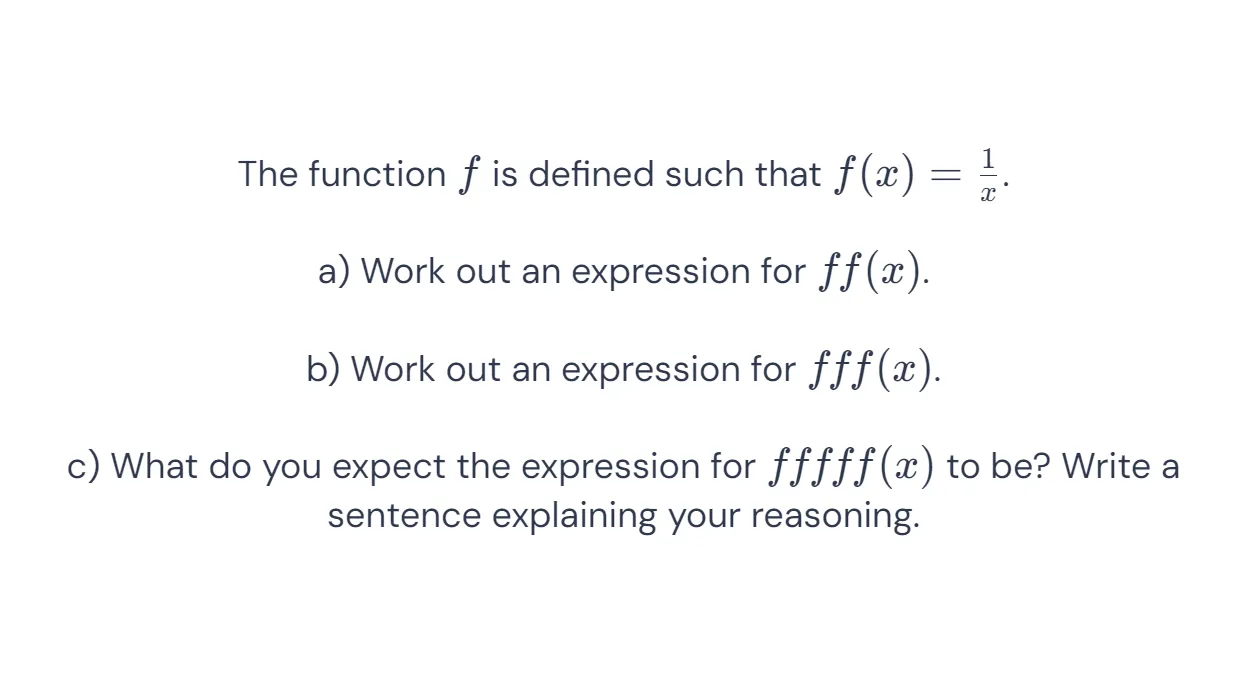 The function f is defined such that f(x) = 1/x.
a) Work out an expression for ff(x).
b) Work out an expression for fff(x).
c) What do you expect the expression for fffff(x) to be? Write a
sentence explaining your reasoning.